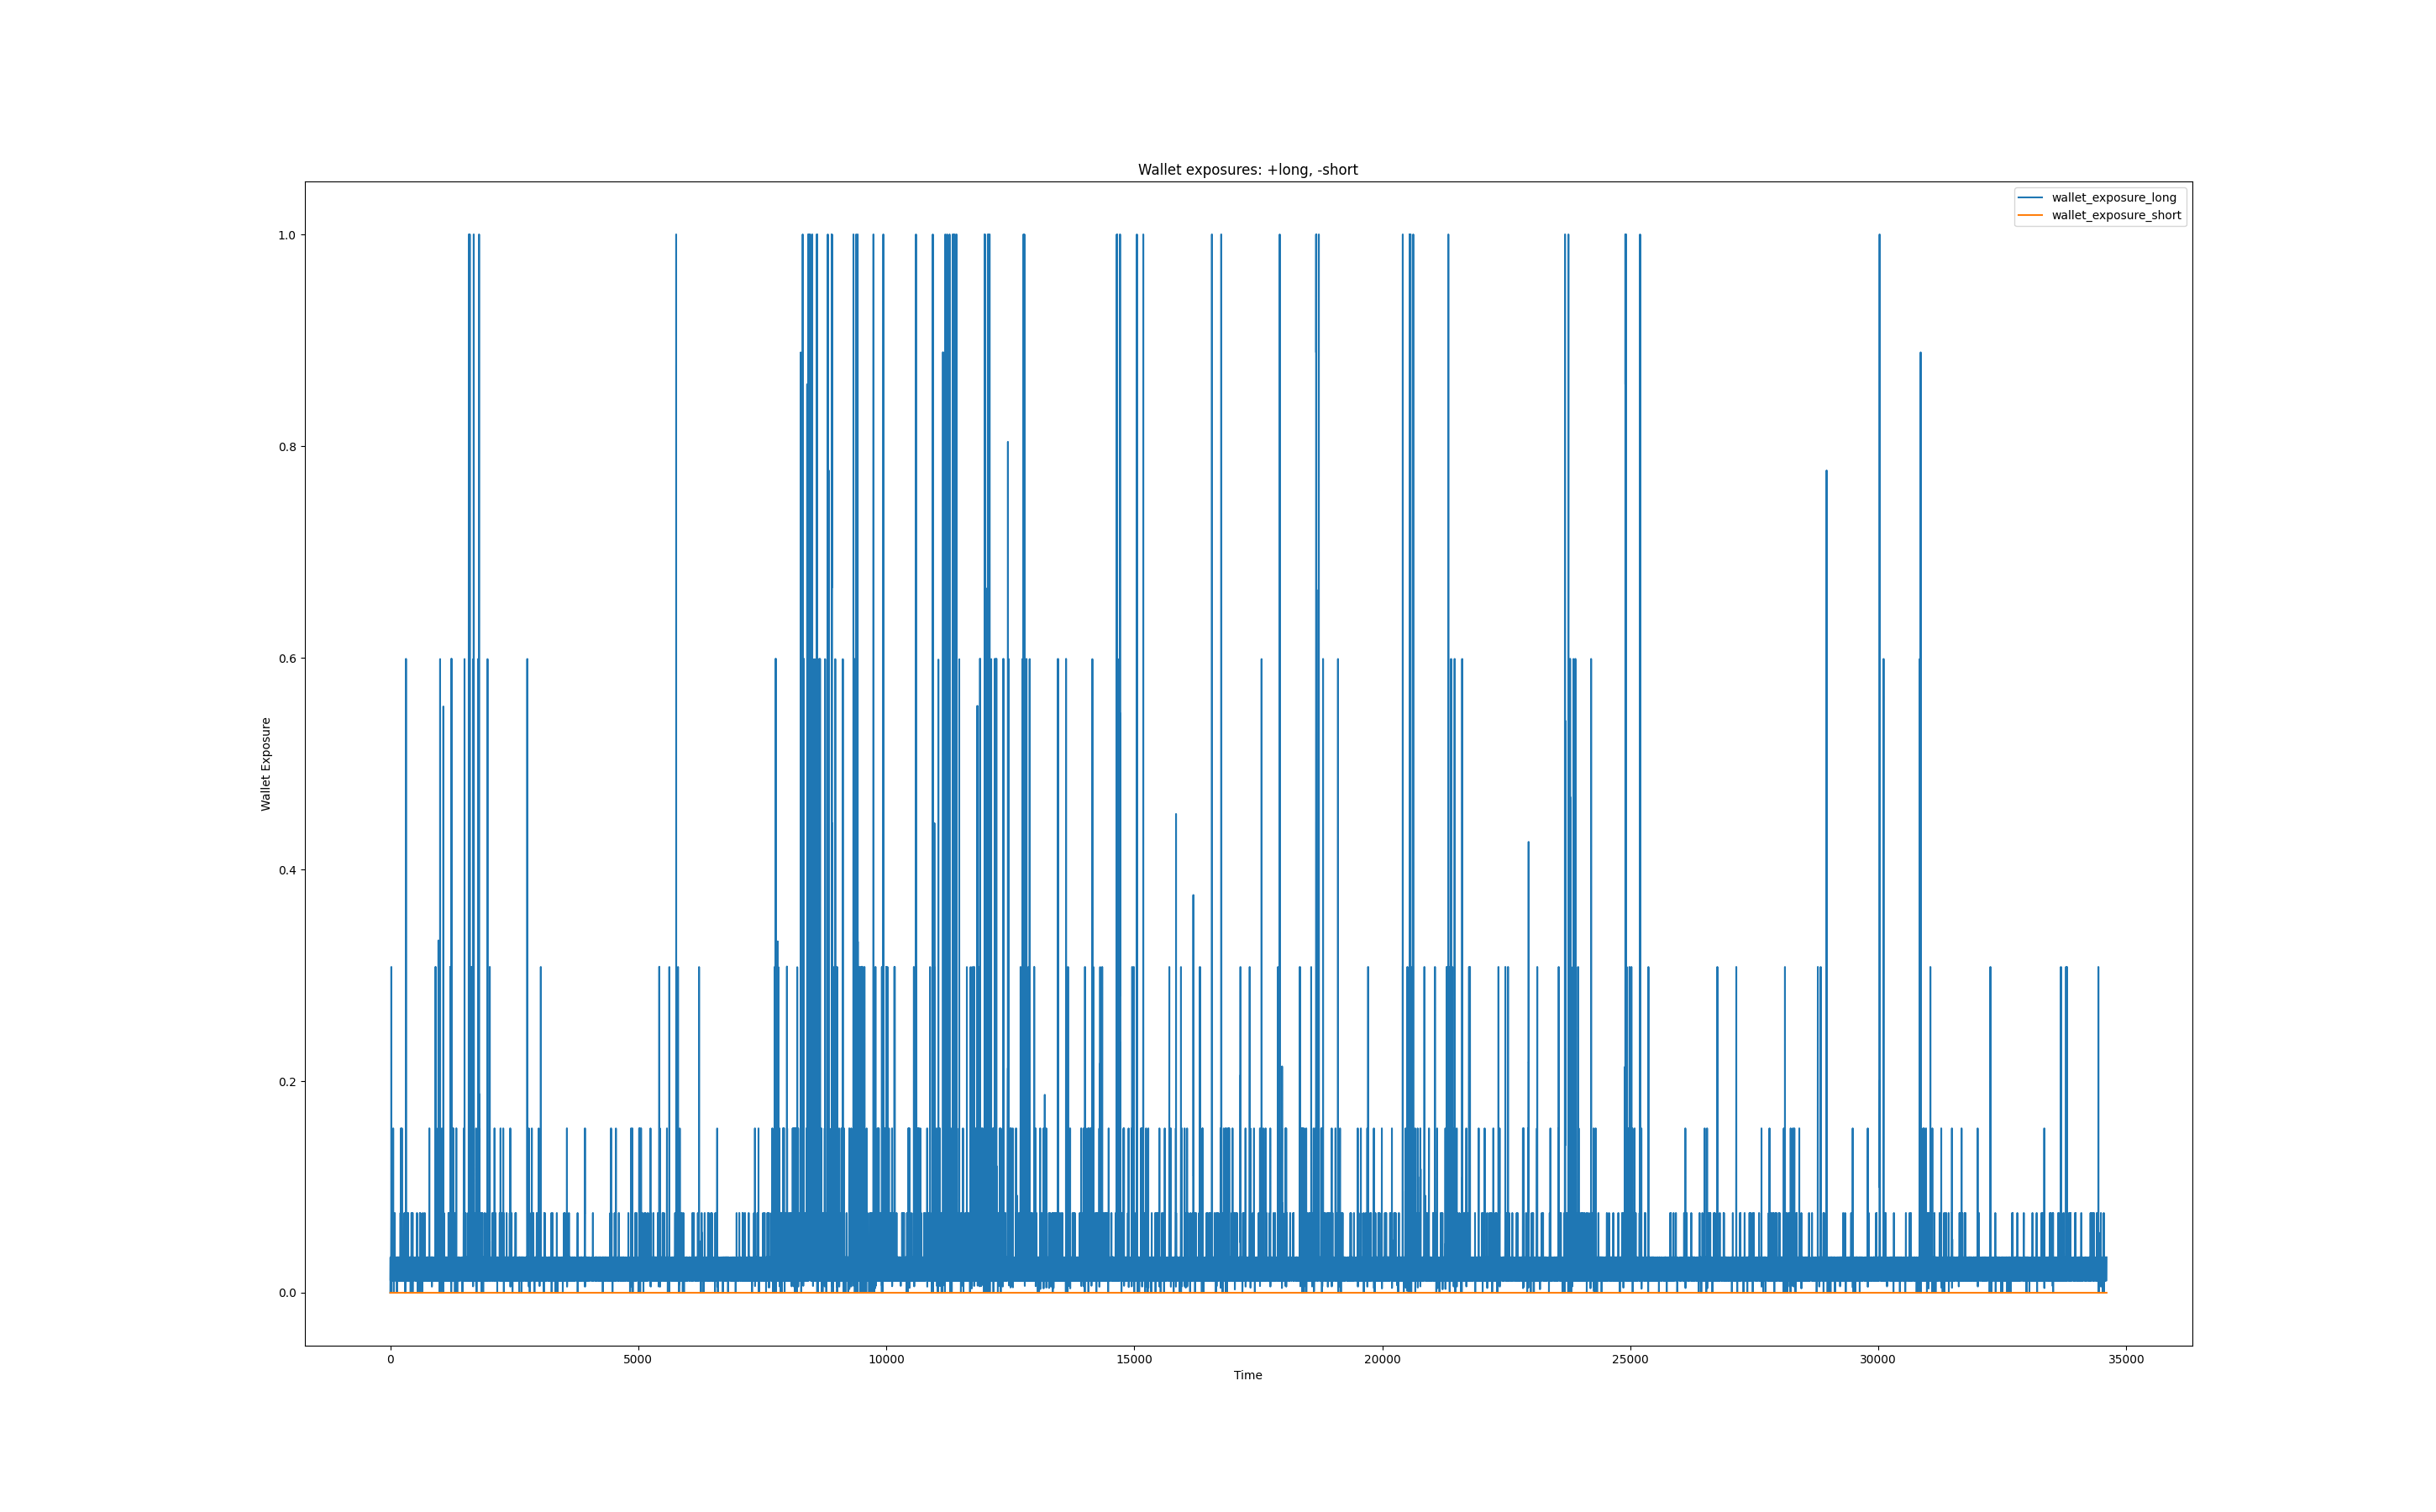 Wallet exposures: +long, -short
wallet_exposure_long
wallet_exposure_short
1.0
0.8
0.6
0.4
0.2
0.0
Wallet Exposure
0 5000 10000 15000 20000 25000 30000 35000
Time